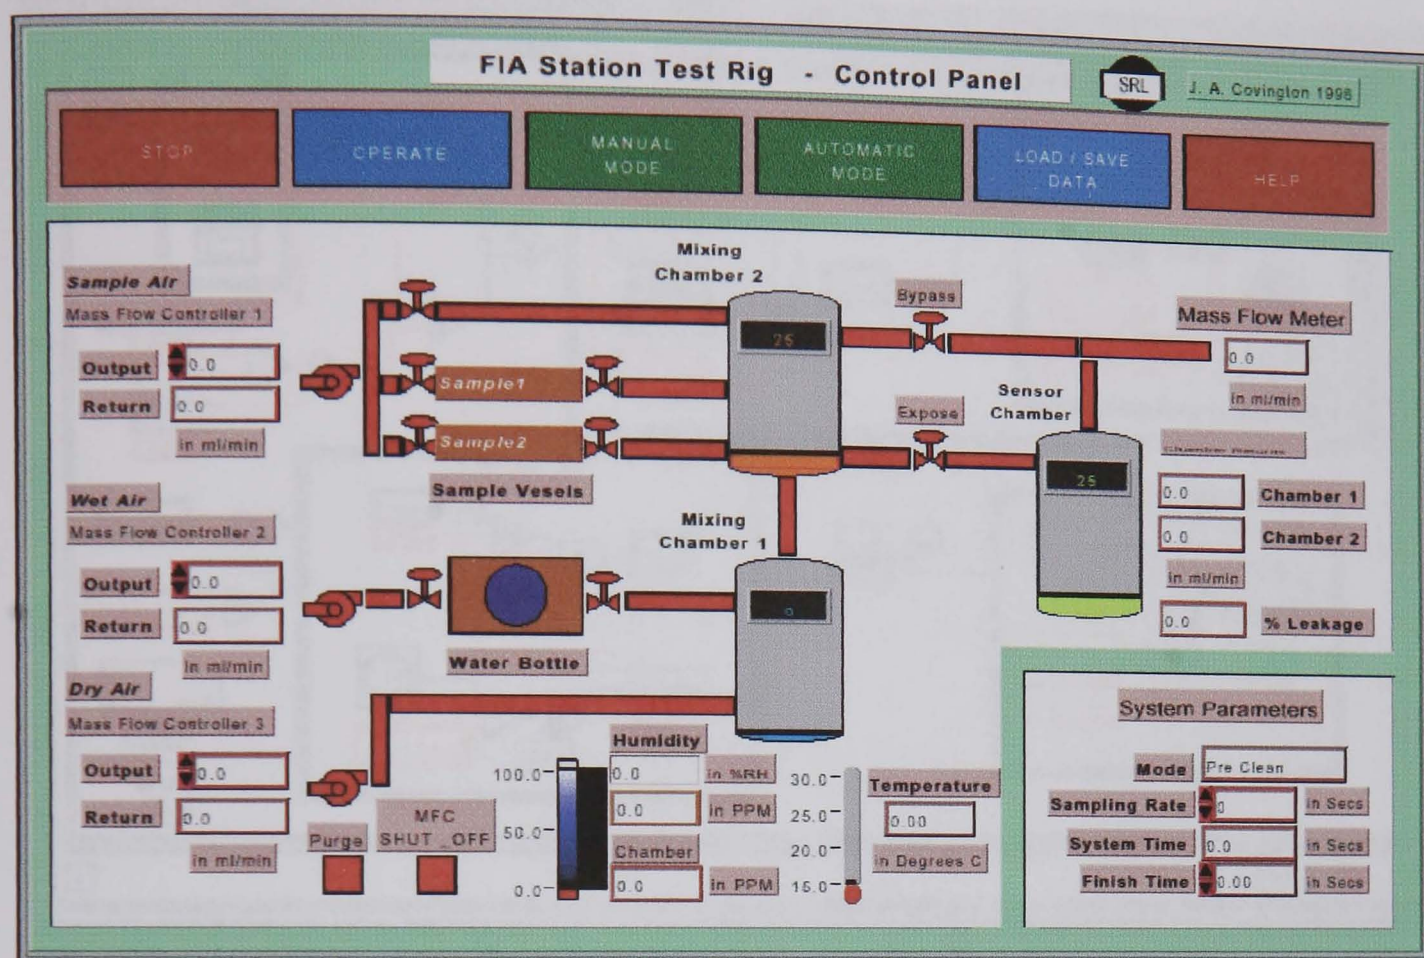 FIA Station Test Rig - Control Panel
SRL
J. A. Covington 1998
STOP
OPERATE
MANUAL
MODE
AUTOMATIC
MODE
LOAD / SAVE
DATA
HELP
Sample Air
Mass Flow Controller 1
Output
0.0
Return
0.0
in ml/min
Wet Air
Mass Flow Controller 2
Output
0.0
Return
0.0
in ml/min
Dry Air
Mass Flow Controller 3
Output
0.0
Return
0.0
in ml/min
Mixing
Chamber 2
25
Sample1
Sample2
Sample Vessels
Mixing
Chamber 1
0
Water Bottle
Bypass
Expose
Sensor
Chamber
25
Mass Flow Meter
0.0
in ml/min
0.0
Chamber 1
0.0
Chamber 2
in ml/min
0.0
% Leakage
Purge
MFC
SHUT_OFF
100.0
50.0
0.0
Humidity
0.0
in %RH
0.0
in PPM
Chamber
0.0
in PPM
30.0
25.0
20.0
15.0
Temperature
0.00
in Degrees C
System Parameters
Mode
Pre Clean
Sampling Rate
0
in Secs
System Time
0.0
in Secs
Finish Time
0.00
in Secs